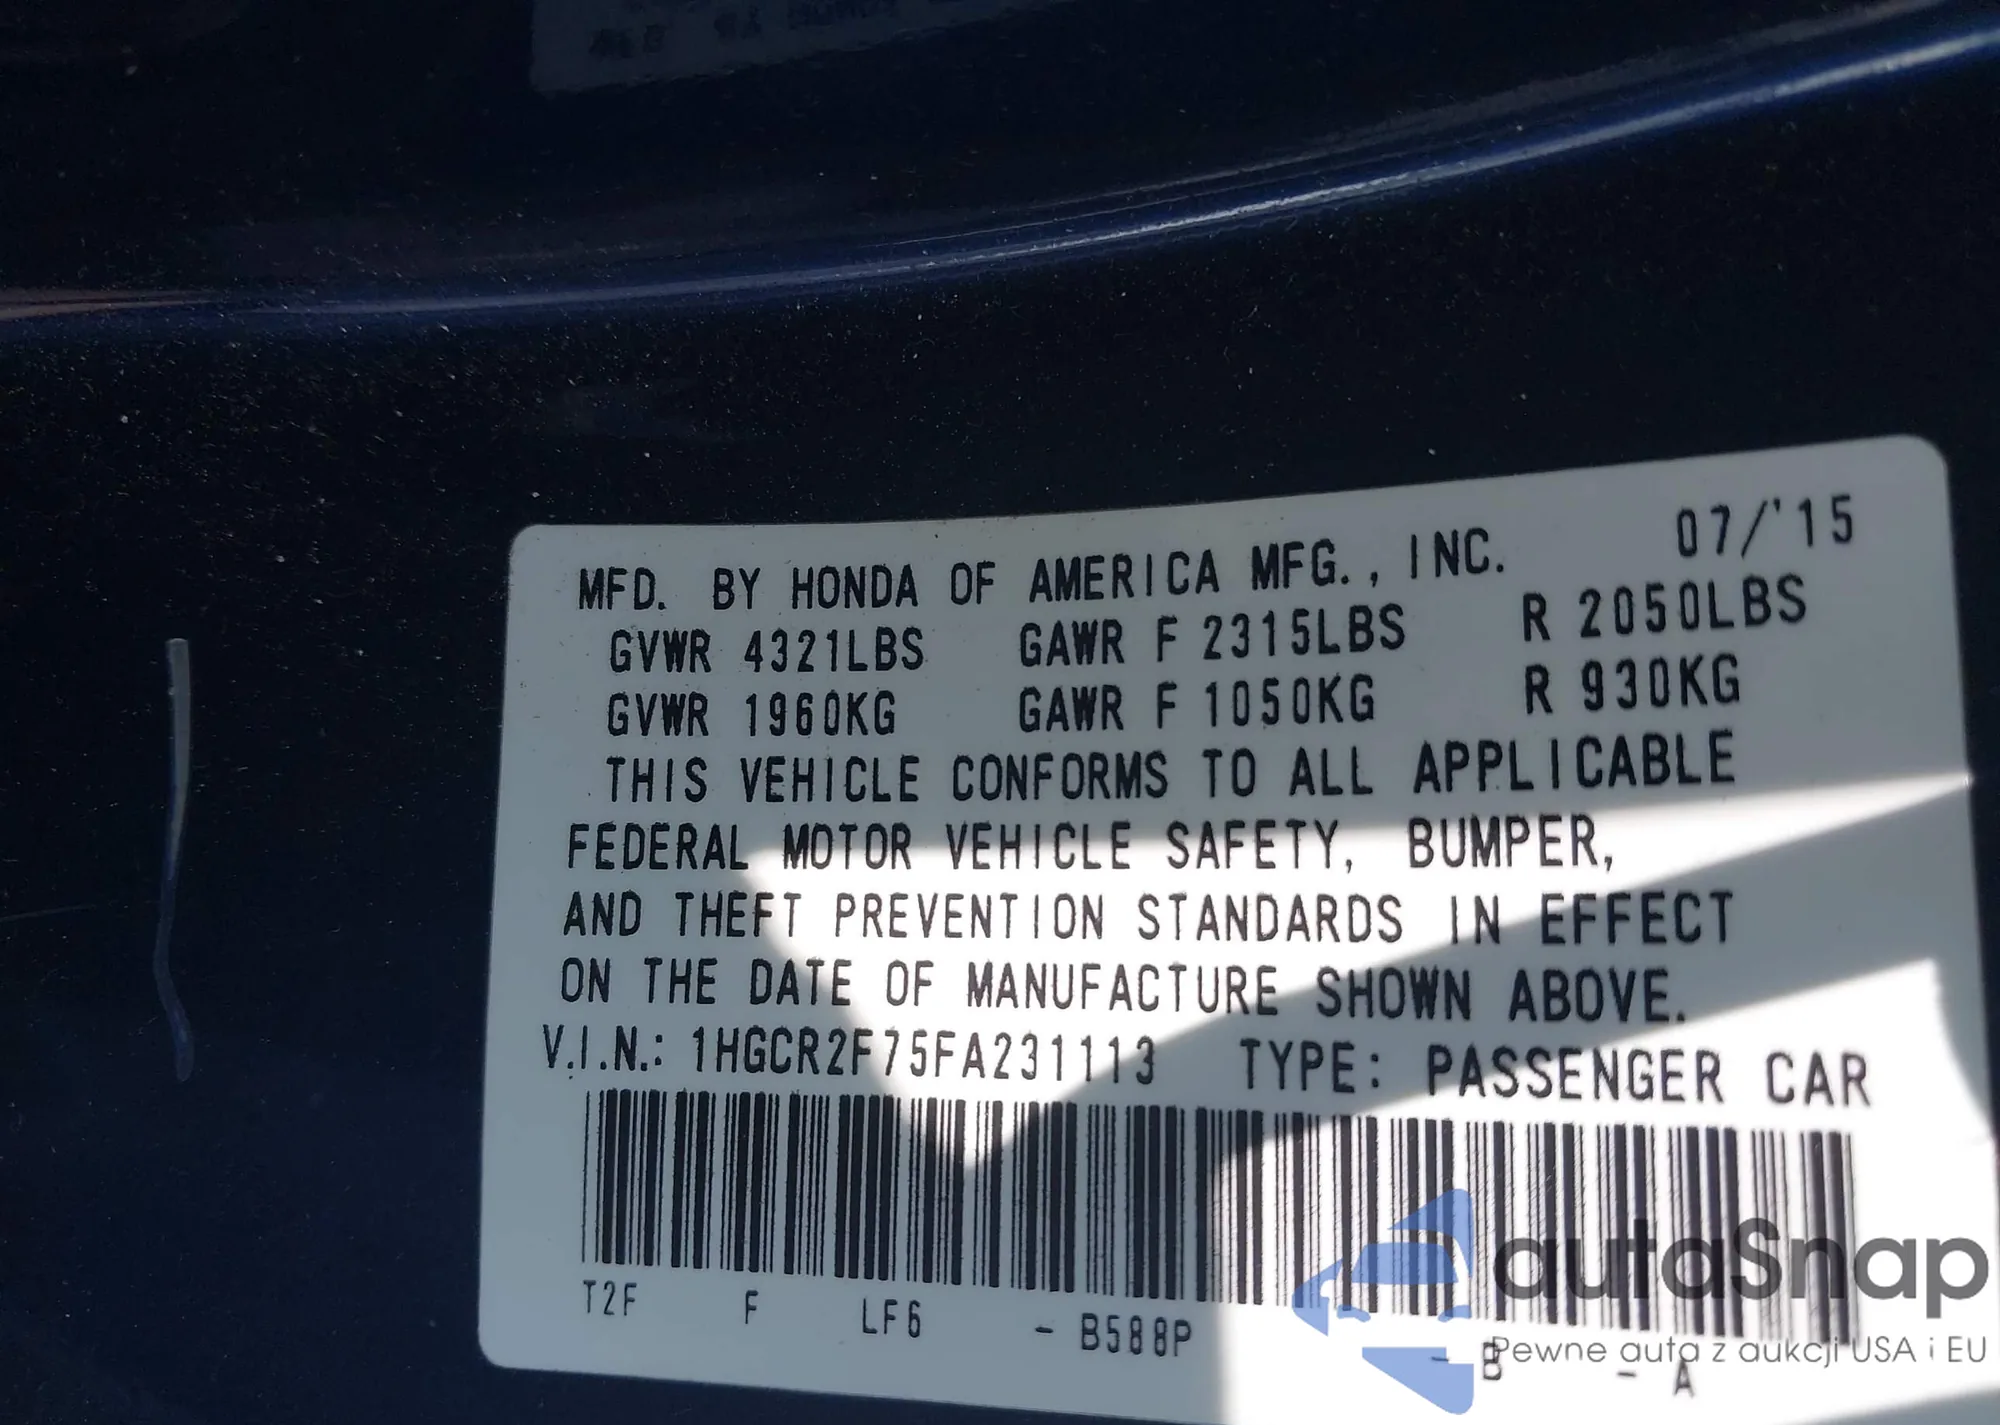 MFD. BY HONDA OF AMERICA MFG., INC. 07/'15
GVWR 4321LBS GAWR F 2315LBS R 2050LBS
GVWR 1960KG GAWR F 1050KG R 930KG
THIS VEHICLE CONFORMS TO ALL APPLICABLE
FEDERAL MOTOR VEHICLE SAFETY, BUMPER,
AND THEFT PREVENTION STANDARDS IN EFFECT
ON THE DATE OF MANUFACTURE SHOWN ABOVE.
V.I.N.: 1HGCR2F75FA231113 TYPE: PASSENGER CAR
T2F F LF6 - B588P - B - A
autaSnap
Pewne auta z aukcji USA i EU